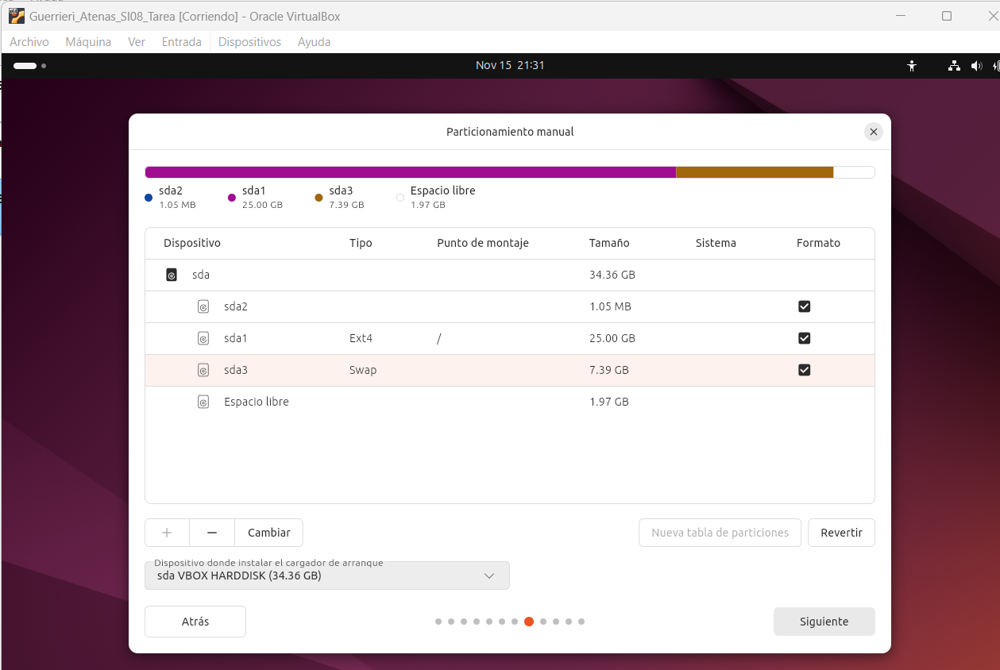 Guerrieri_Atenas_SI08_Tarea [Corriendo] - Oracle VirtualBox
Archivo Máquina Ver Entrada Dispositivos Ayuda
Nov 15 21:31
Particionamiento manual
sda2 sda1 sda3 Espacio libre
1.05 MB 25.00 GB 7.39 GB 1.97 GB
Dispositivo Tipo Punto de montaje Tamaño Sistema Formato
sda 34.36 GB
sda2 1.05 MB
sda1 Ext4 / 25.00 GB
sda3 Swap 7.39 GB
Espacio libre 1.97 GB
+ − Cambiar Nueva tabla de particiones Revertir
Dispositivo donde instalar el cargador de arranque
sda VBOX HARDDISK (34.36 GB)
Atrás Siguiente